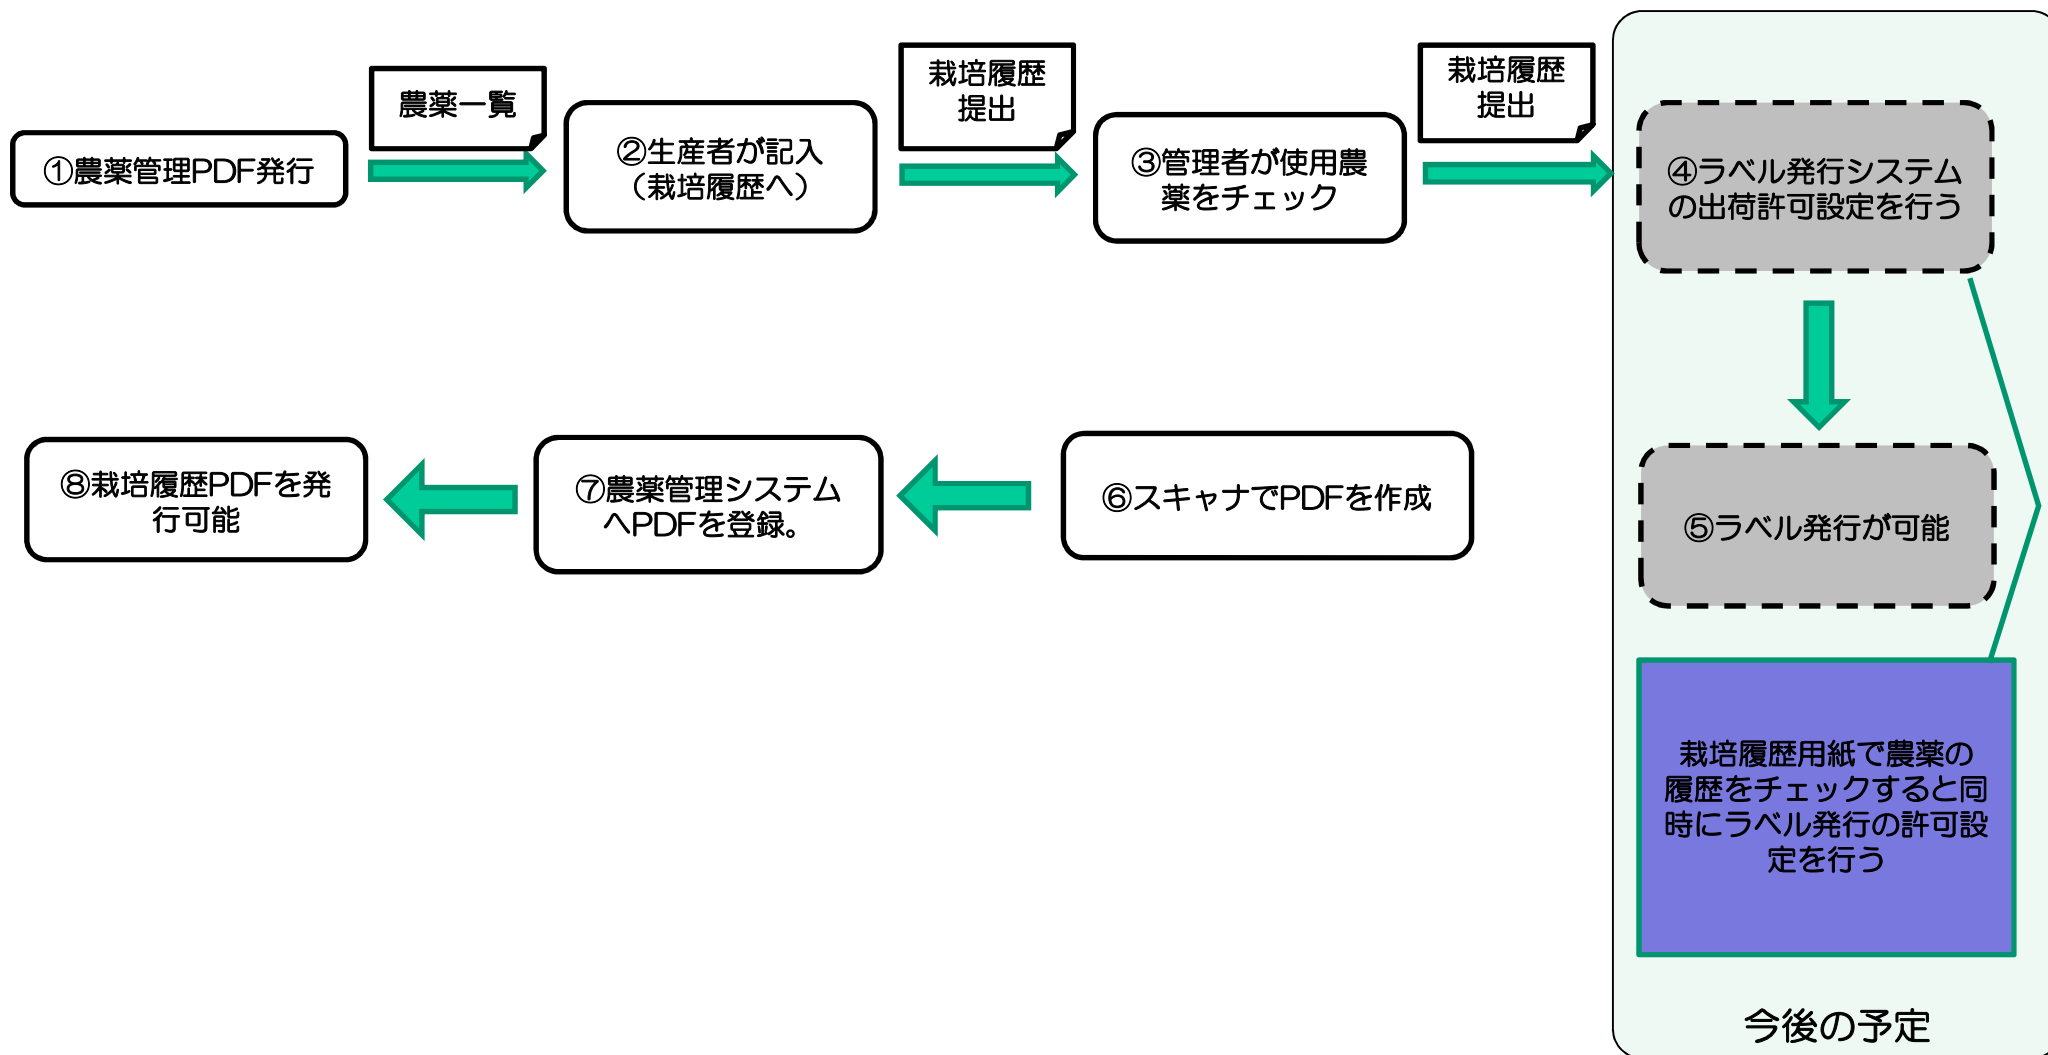 ①農薬管理PDF発行
農薬一覧
②生産者が記入
（栽培履歴へ）
栽培履歴
提出
③管理者が使用農
薬をチェック
栽培履歴
提出
④ラベル発行システム
の出荷許可設定を行う
⑤ラベル発行が可能
⑥スキャナでPDFを作成
⑦農薬管理システム
へPDFを登録。
⑧栽培履歴PDFを発
行可能
栽培履歴用紙で農薬の
履歴をチェックすると同
時にラベル発行の許可設
定を行う
今後の予定